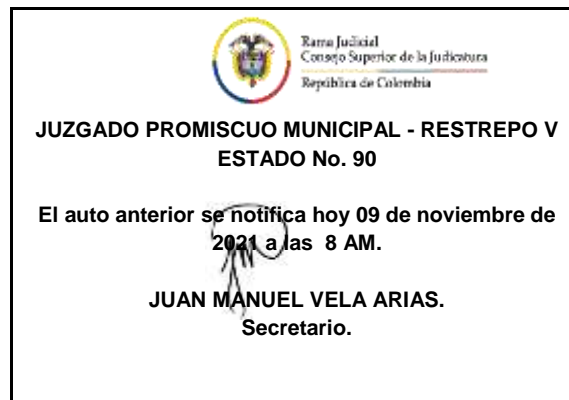 Rama Judicial
Consejo Superior de la Judicatura
República de Colombia
JUZGADO PROMISCUO MUNICIPAL - RESTREPO V
ESTADO No. 90
El auto anterior se notifica hoy 09 de noviembre de
2021 a las 8 AM.
JUAN MANUEL VELA ARIAS.
Secretario.